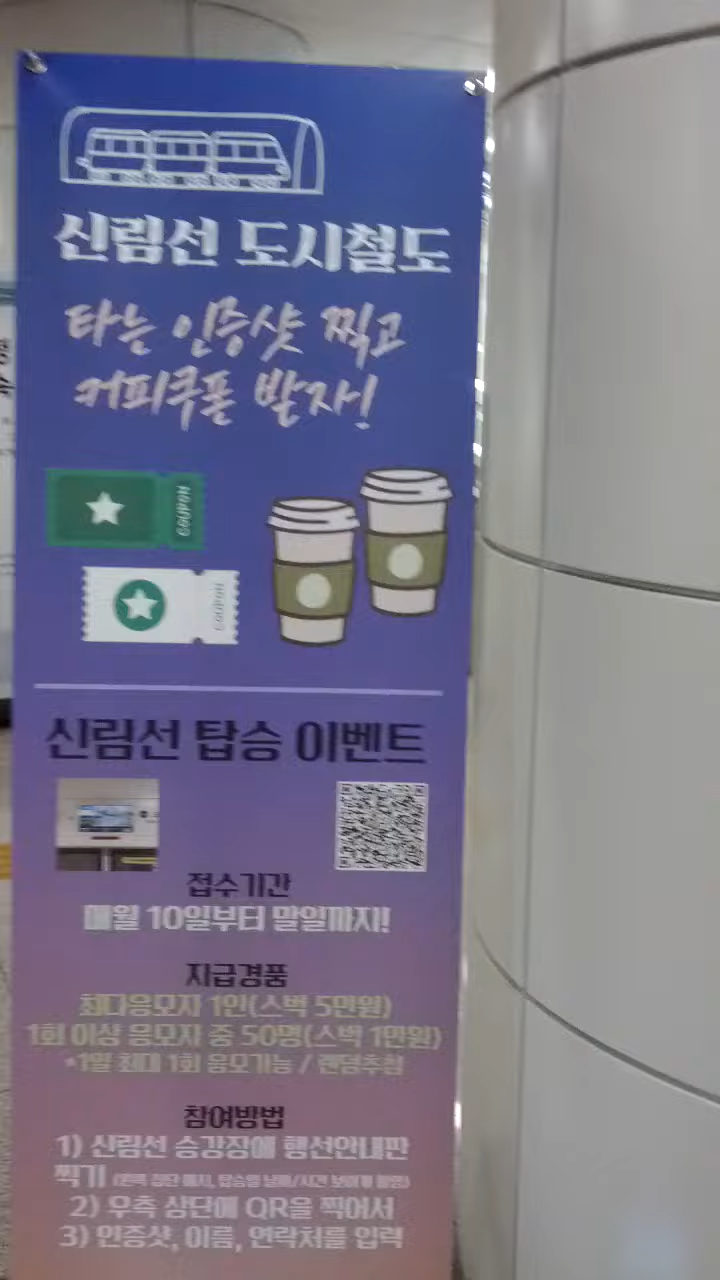 신림선 도시철도
타는 인증샷 찍고
커피쿠폰 받자!
COUPON
COUPON
신림선 탑승 이벤트
접수기간
매월 10일부터 말일까지!
지급경품
최다응모자 1인(스벅 5만원)
1회 이상 응모자 중 50명(스벅 1만원)
*1일 최대 1회 응모가능 / 랜덤추첨
참여방법
1) 신림선 승강장에 행선안내판
찍기
2) 우측 상단에 QR을 찍어서
3) 인증샷, 이름, 연락처를 입력